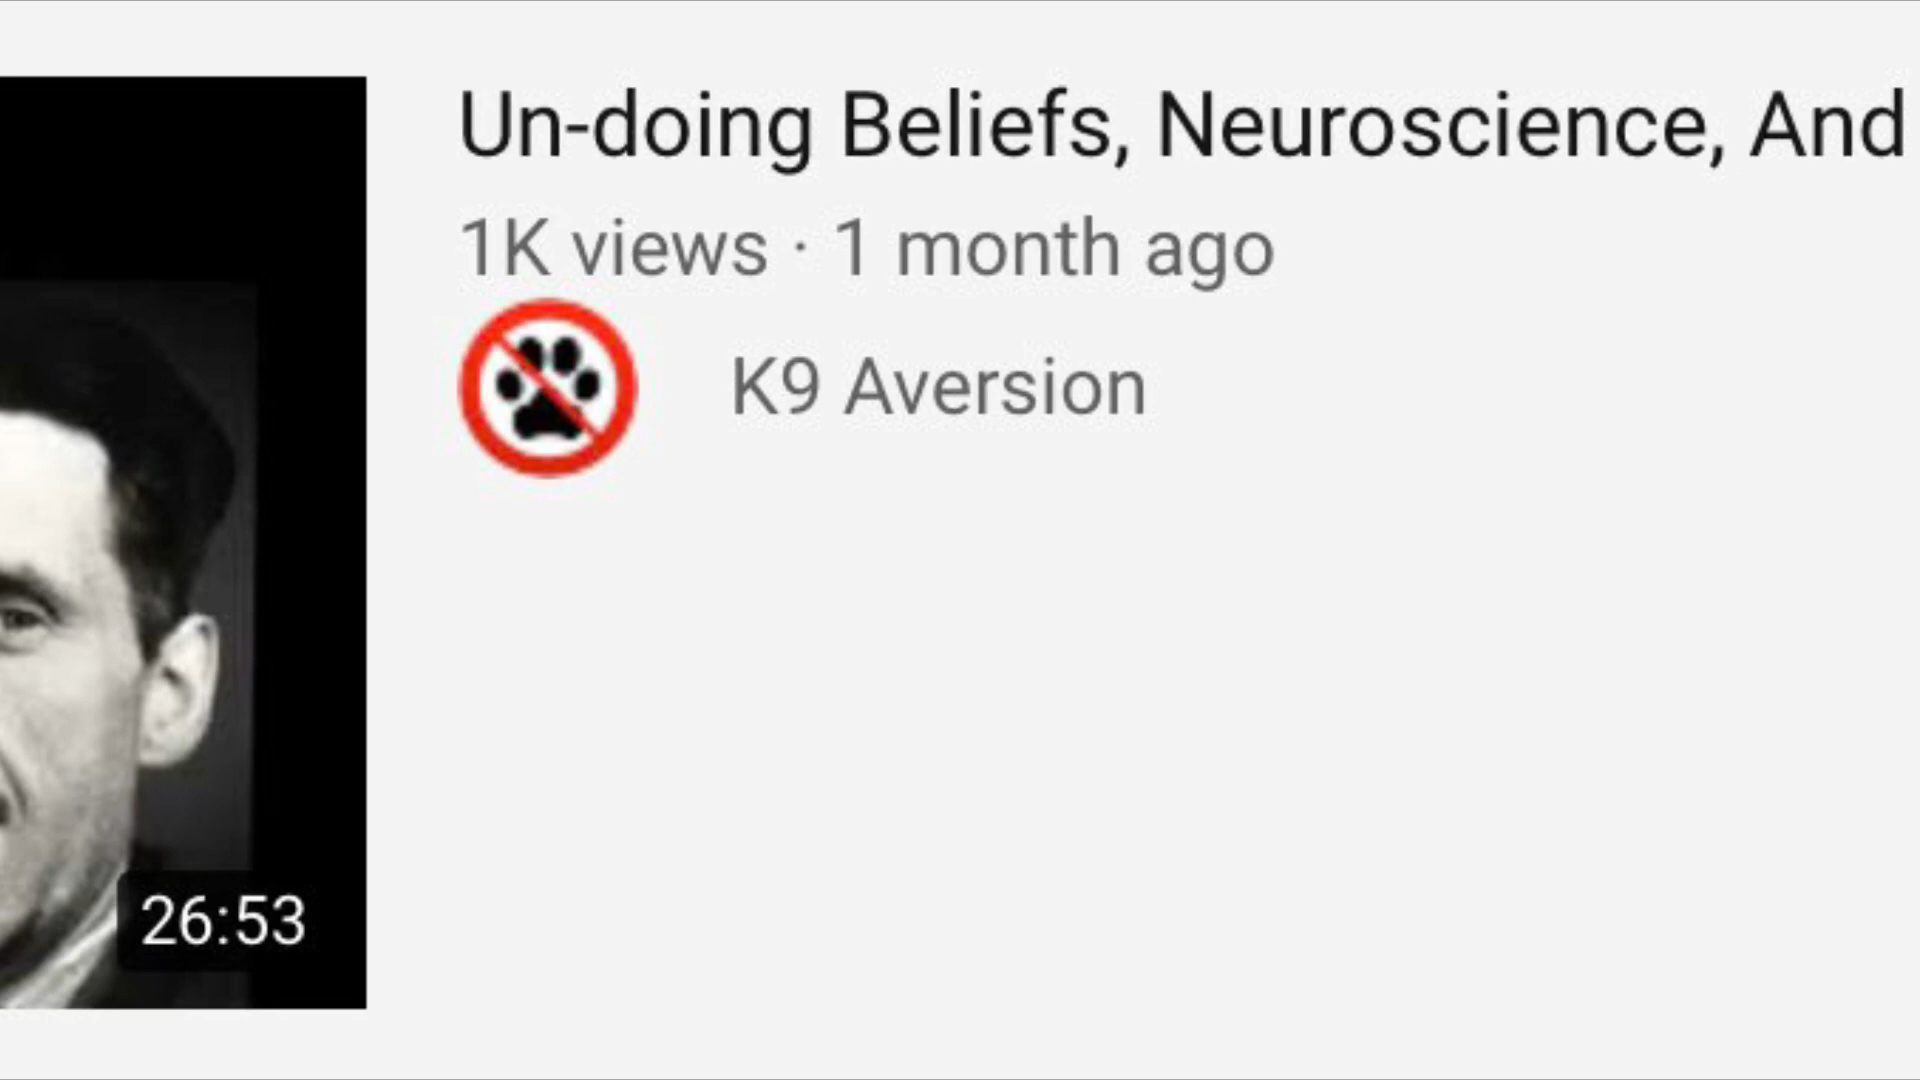 Un-doing Beliefs, Neuroscience, And
1K views · 1 month ago
K9 Aversion
26:53